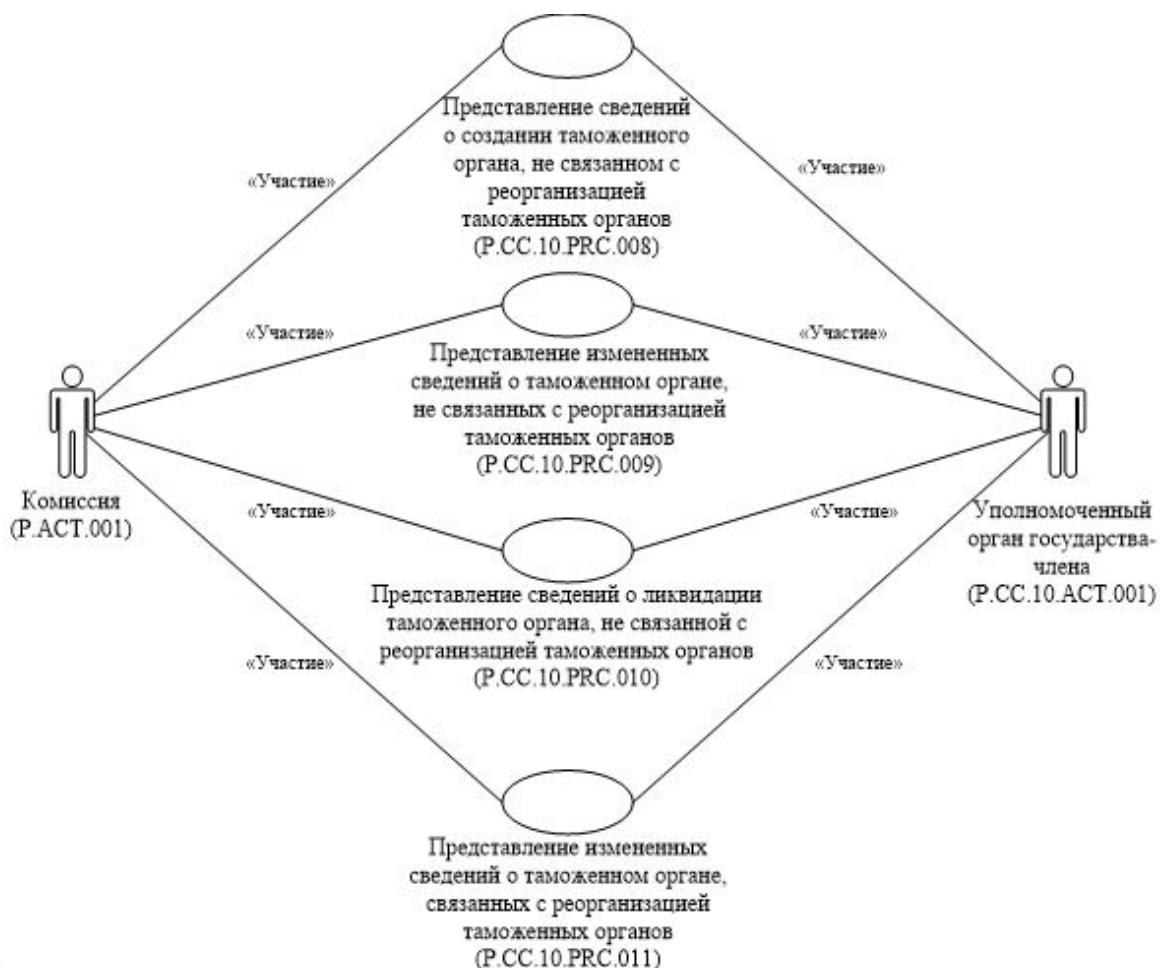 Представление сведений
о создании таможенного
органа, не связанном с
реорганизацией
таможенных органов
(P.CC.10.PRC.008)
«Участие»
«Участие»
«Участие»
«Участие»
Представление измененных
сведений о таможенном органе,
не связанных с реорганизацией
таможенных органов
(P.CC.10.PRC.009)
Комиссия
(P.ACT.001)
Уполномоченный
орган государства-
члена
(P.CC.10.ACT.001)
«Участие»
«Участие»
Представление сведений о ликвидации
таможенного органа, не связанной с
реорганизацией таможенных органов
(P.CC.10.PRC.010)
«Участие»
«Участие»
Представление измененных
сведений о таможенном органе,
связанных с реорганизацией
таможенных органов
(P.CC.10.PRC.011)